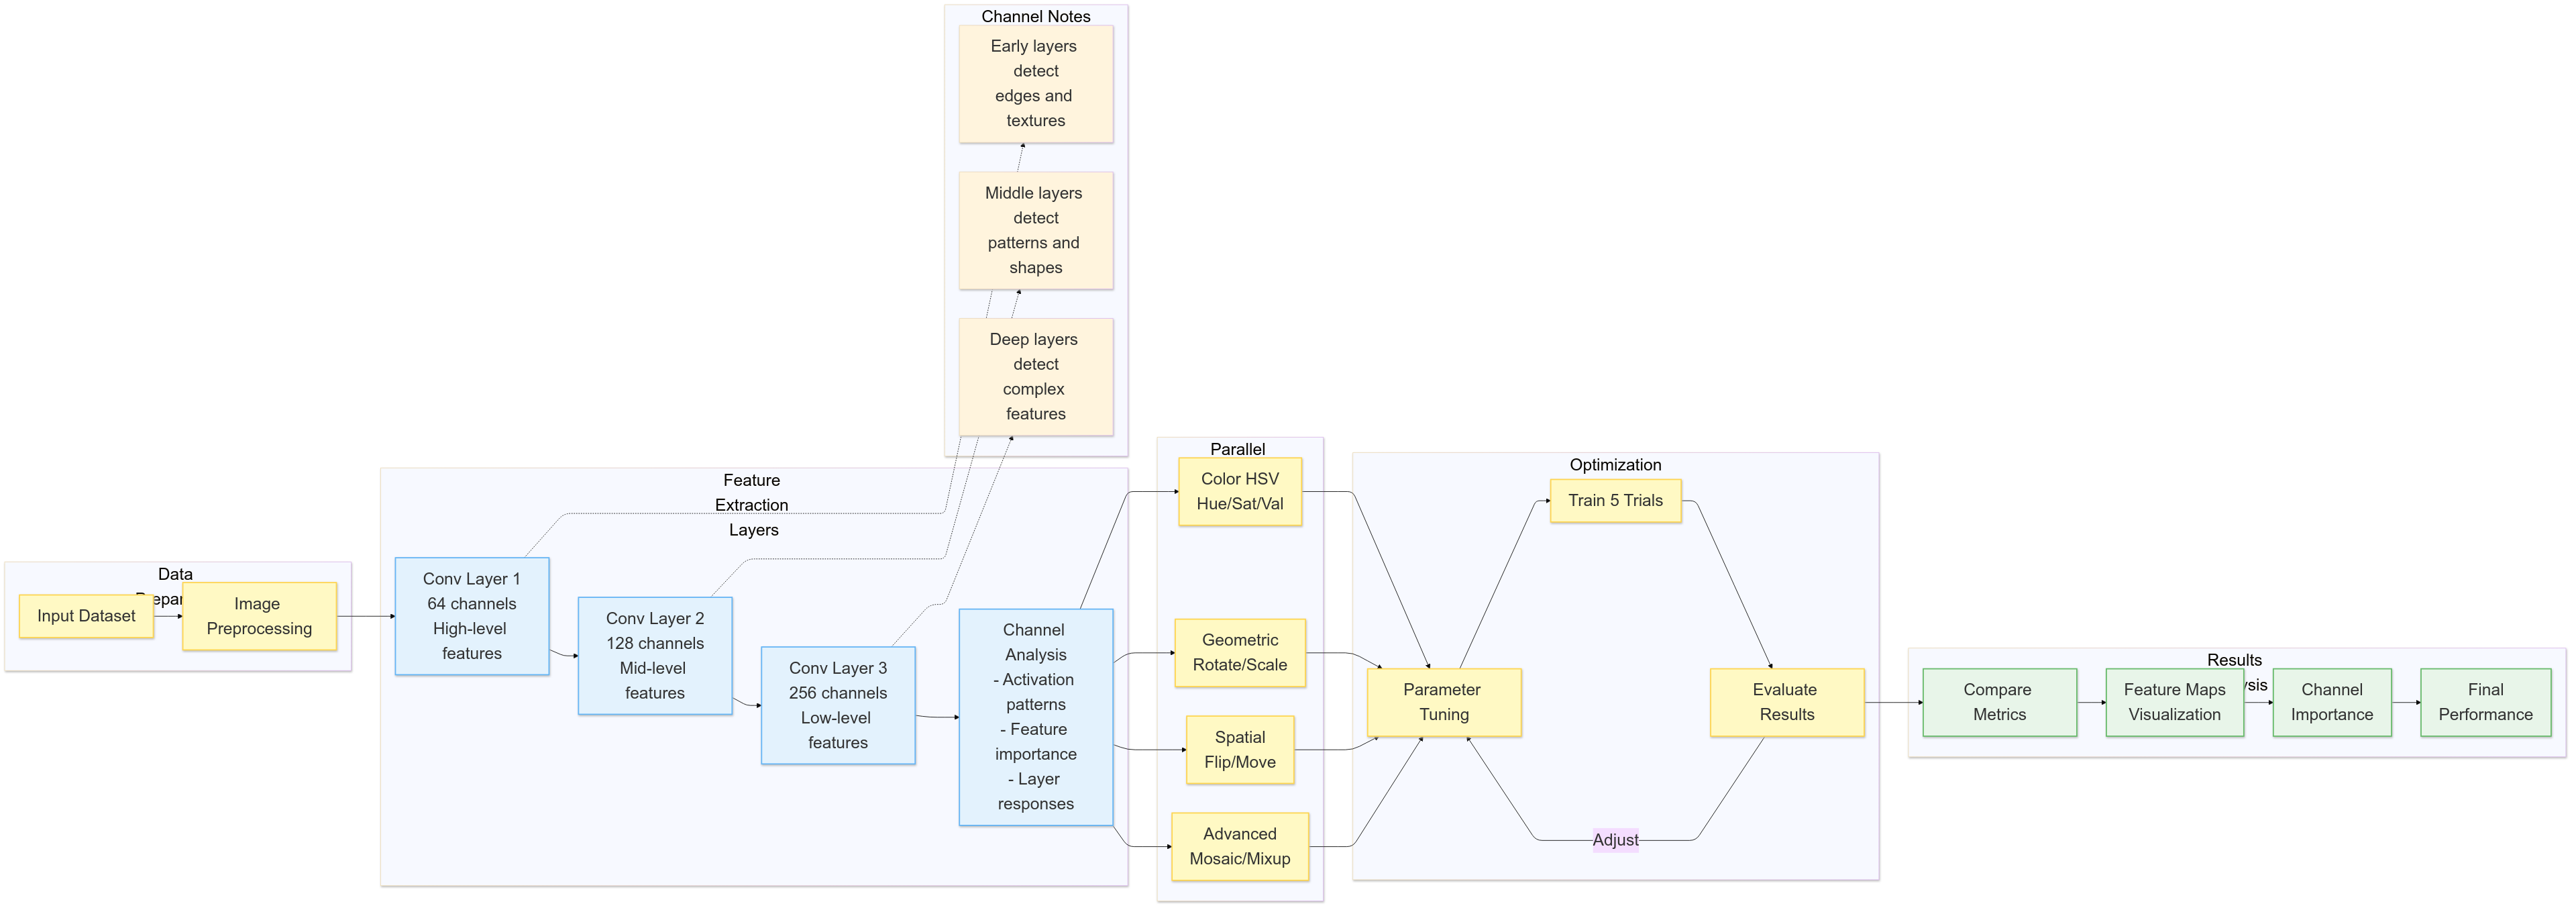 Channel Notes
Early layers
detect
edges and
textures
Middle layers
detect
patterns and
shapes
Deep layers
detect
complex
features
Data
Input Dataset
Image
Preprocessing
Feature
Extraction
Layers
Conv Layer 1
64 channels
High-level
features
Conv Layer 2
128 channels
Mid-level
features
Conv Layer 3
256 channels
Low-level
features
Channel
Analysis
- Activation
patterns
- Feature
importance
- Layer
responses
Parallel
Color HSV
Hue/Sat/Val
Geometric
Rotate/Scale
Spatial
Flip/Move
Advanced
Mosaic/Mixup
Optimization
Train 5 Trials
Parameter
Tuning
Evaluate
Results
Adjust
Results
Compare
Metrics
Feature Maps
Visualization
Channel
Importance
Final
Performance